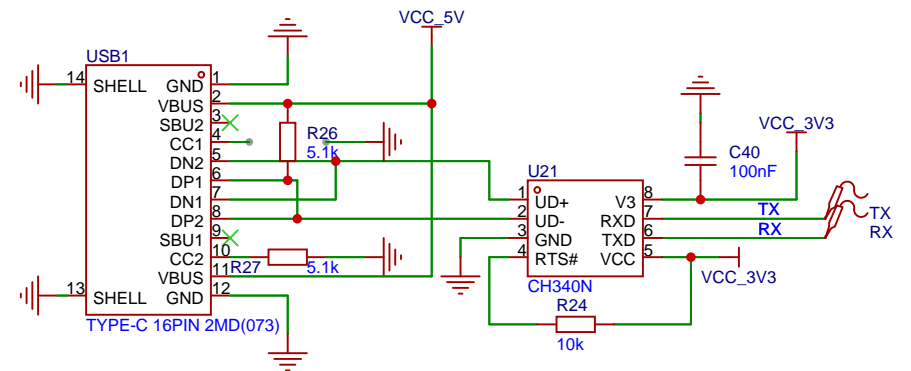 VCC_5V
USB1
14
SHELL
GND
1
VBUS
2
SBU2
3
CC1
4
DN2
5
DP1
6
DN1
7
DP2
8
SBU1
9
CC2
10
VBUS
11
13
SHELL
GND
12
TYPE-C 16PIN 2MD(073)
R26
5.1k
R27
5.1k
U21
1
UD+
2
UD-
3
GND
4
RTS#
V3
8
RXD
7
TXD
6
VCC
5
CH340N
R24
10k
C40
100nF
VCC_3V3
TX
RX
TX
RX
VCC_3V3